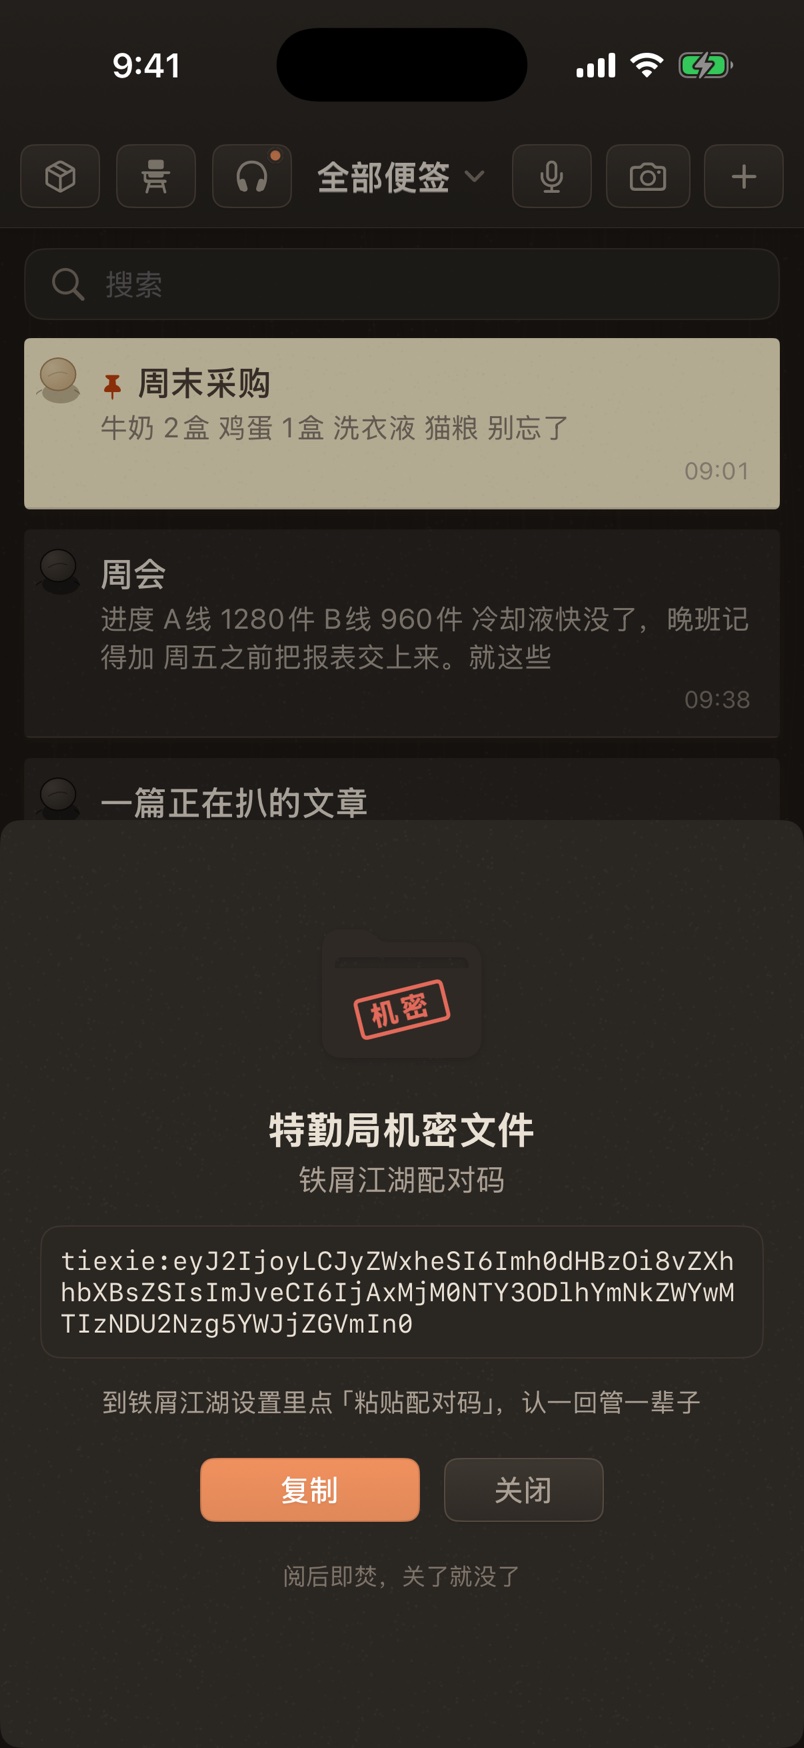 9:41
全部便签
搜索
周末采购
牛奶 2盒 鸡蛋 1盒 洗衣液 猫粮 别忘了
09:01
周会
进度 A线 1280件 B线 960件 冷却液快没了，晚班记
得加 周五之前把报表交上来。就这些
09:38
一篇正在扒的文章
机密
特勤局机密文件
铁屑江湖配对码
tiexie:eyJ2IjoyLCJyZWxheSI6Imh0dHBzOi8vZXh
hbXBsZSIsImJveCI6IjAxMjM0NTY3ODlhYmNkZWYwM
TIzNDU2Nzg5YWJjZGVmIn0
到铁屑江湖设置里点「粘贴配对码」，认一回管一辈子
复制
关闭
阅后即焚，关了就没了